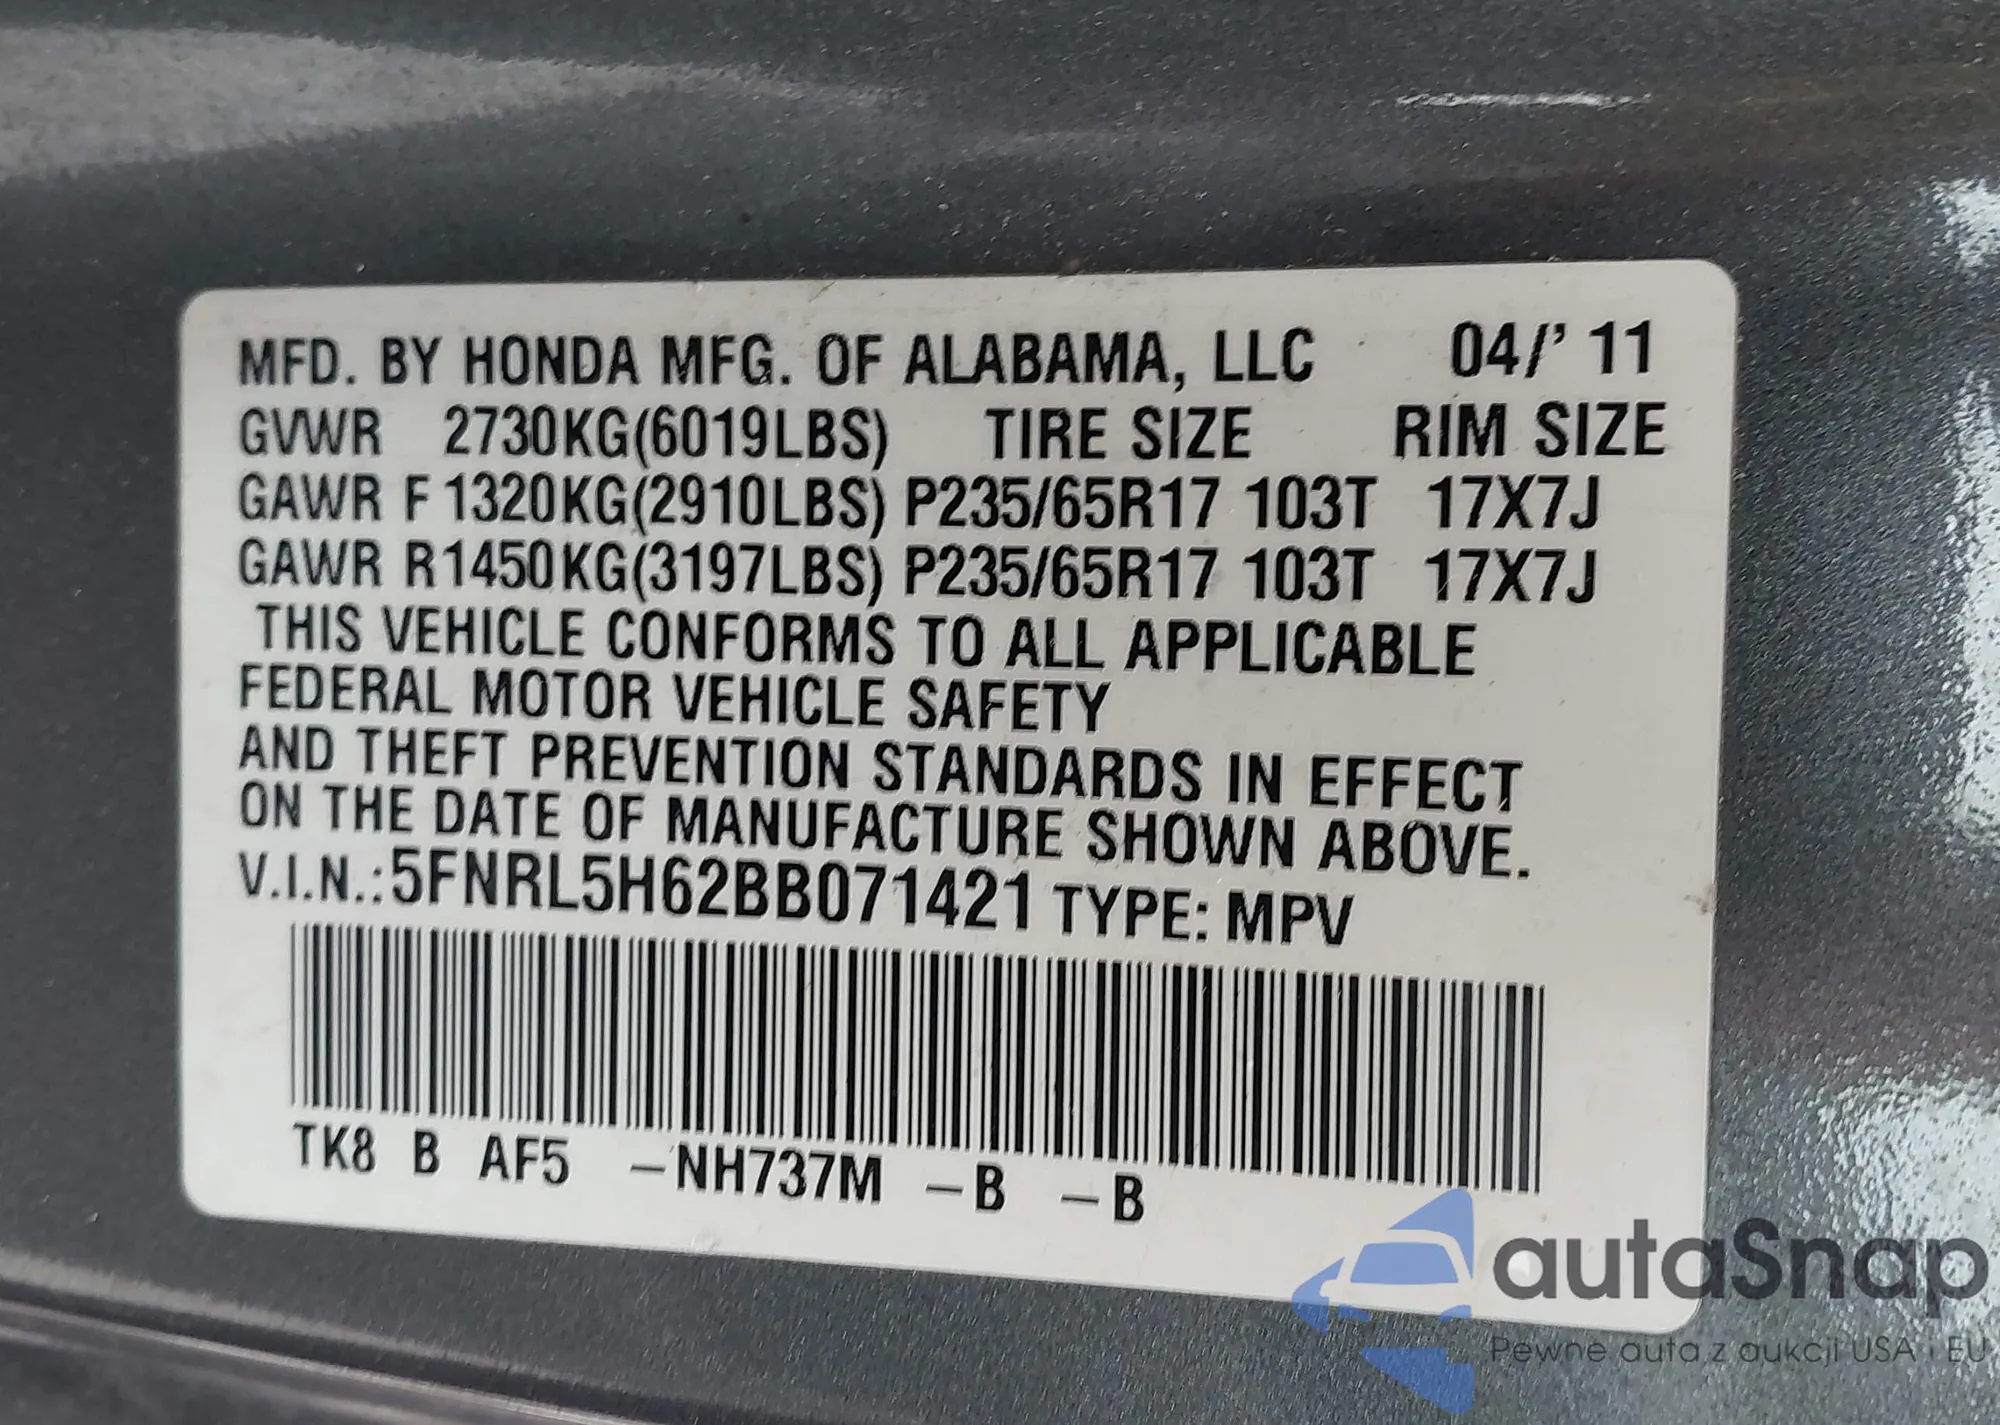 MFD. BY HONDA MFG. OF ALABAMA, LLC 04/' 11
GVWR 2730KG(6019LBS) TIRE SIZE RIM SIZE
GAWR F 1320KG(2910LBS) P235/65R17 103T 17X7J
GAWR R1450KG(3197LBS) P235/65R17 103T 17X7J
THIS VEHICLE CONFORMS TO ALL APPLICABLE
FEDERAL MOTOR VEHICLE SAFETY
AND THEFT PREVENTION STANDARDS IN EFFECT
ON THE DATE OF MANUFACTURE SHOWN ABOVE.
V.I.N.:5FNRL5H62BB071421 TYPE: MPV
TK8 B AF5 -NH737M -B -B
autaSnap
Pewne auta z aukcji USA i EU